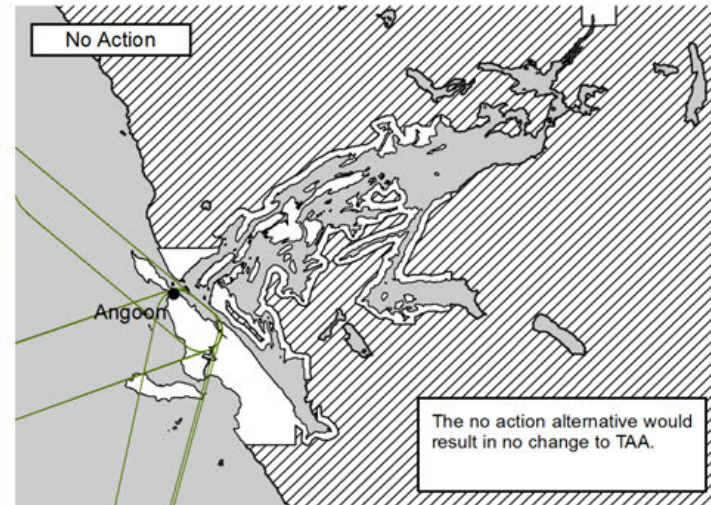 No Action
Angoon
The no action alternative would
result in no change to TAA.